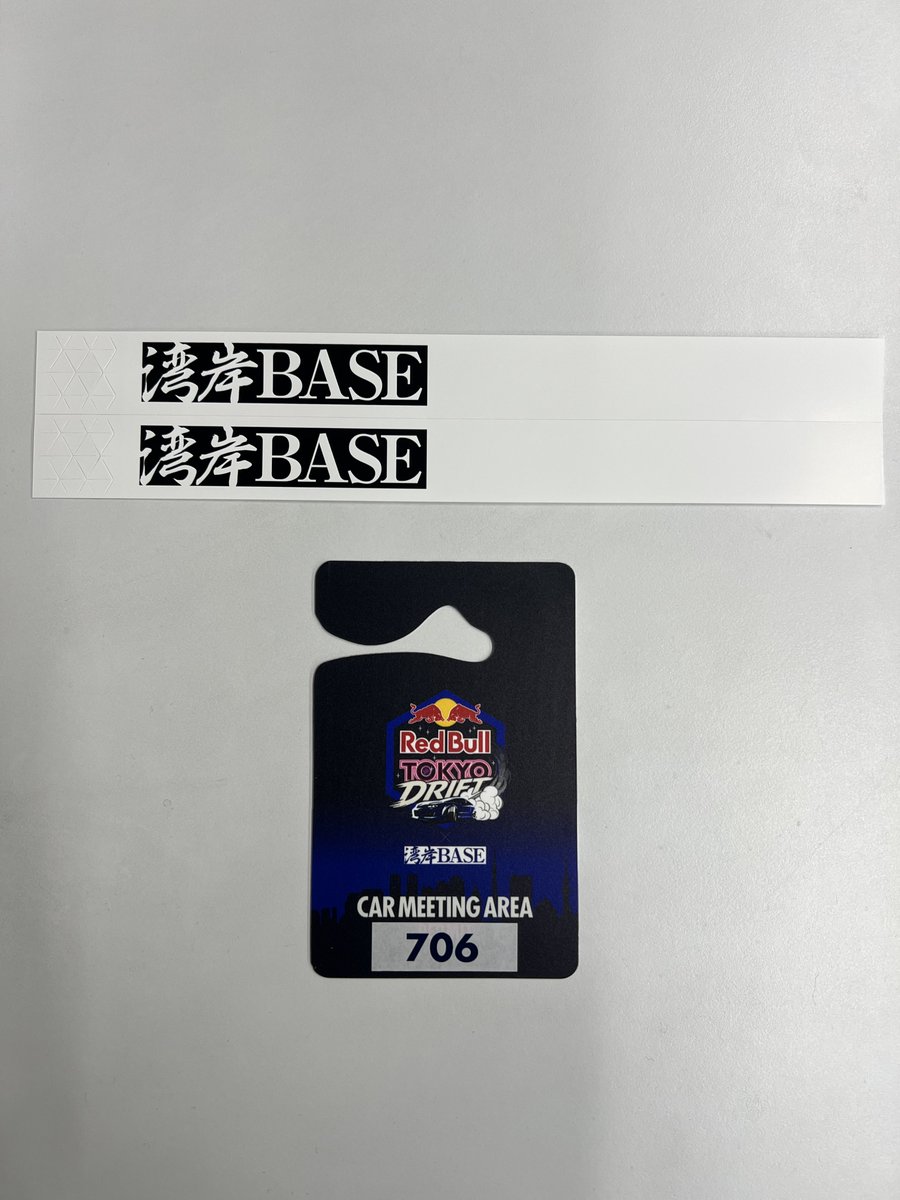 湾岸BASE
湾岸BASE
Red Bull
TOKYO
DRIFT
湾岸BASE
CAR MEETING AREA
706